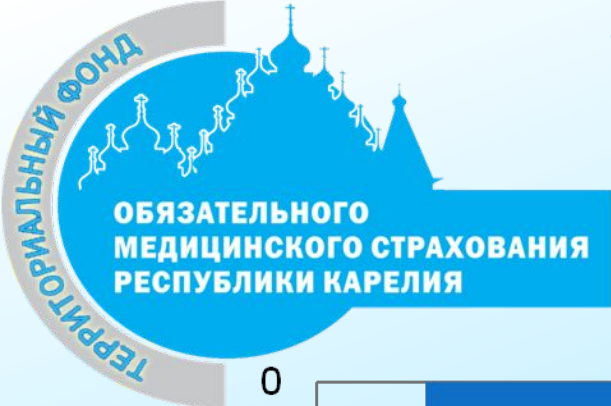 ТЕРРИТОРИАЛЬНЫЙ ФОНД
ОБЯЗАТЕЛЬНОГО
МЕДИЦИНСКОГО СТРАХОВАНИЯ
РЕСПУБЛИКИ КАРЕЛИЯ
0